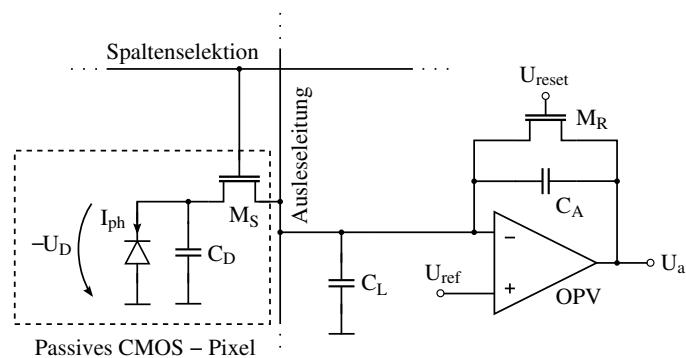 Spaltenselektion
U_reset
M_R
Ausleseleitung
C_A
I_ph
M_S
−U_D
C_D
C_L
U_ref
−
+
OPV
U_a
Passives CMOS − Pixel